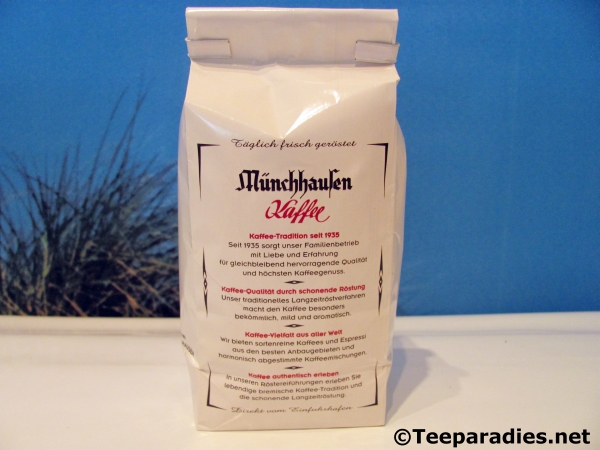 Täglich frisch geröstet
Münchhausen
Kaffee
Kaffee-Tradition seit 1935
Seit 1935 sorgt unser Familienbetrieb
mit Liebe und Erfahrung
für gleichbleibend hervorragende Qualität
und höchsten Kaffeegenuss.
Kaffee-Qualität durch schonende Röstung
Unser traditionelles Langzeitröstverfahren
macht den Kaffee besonders
bekömmlich, mild und aromatisch.
Kaffee-Vielfalt aus aller Welt
Wir bieten sortenreine Kaffees und Espressi
aus den besten Anbaugebieten und
harmonisch abgestimmte Kaffeemischungen.
Kaffee authentisch erleben
In unseren Röstereiführungen erleben Sie
lebendige bremische Kaffee-Tradition und
die schonende Langzeitröstung.
Direkt vom Einfuhrhafen
©Teeparadies.net